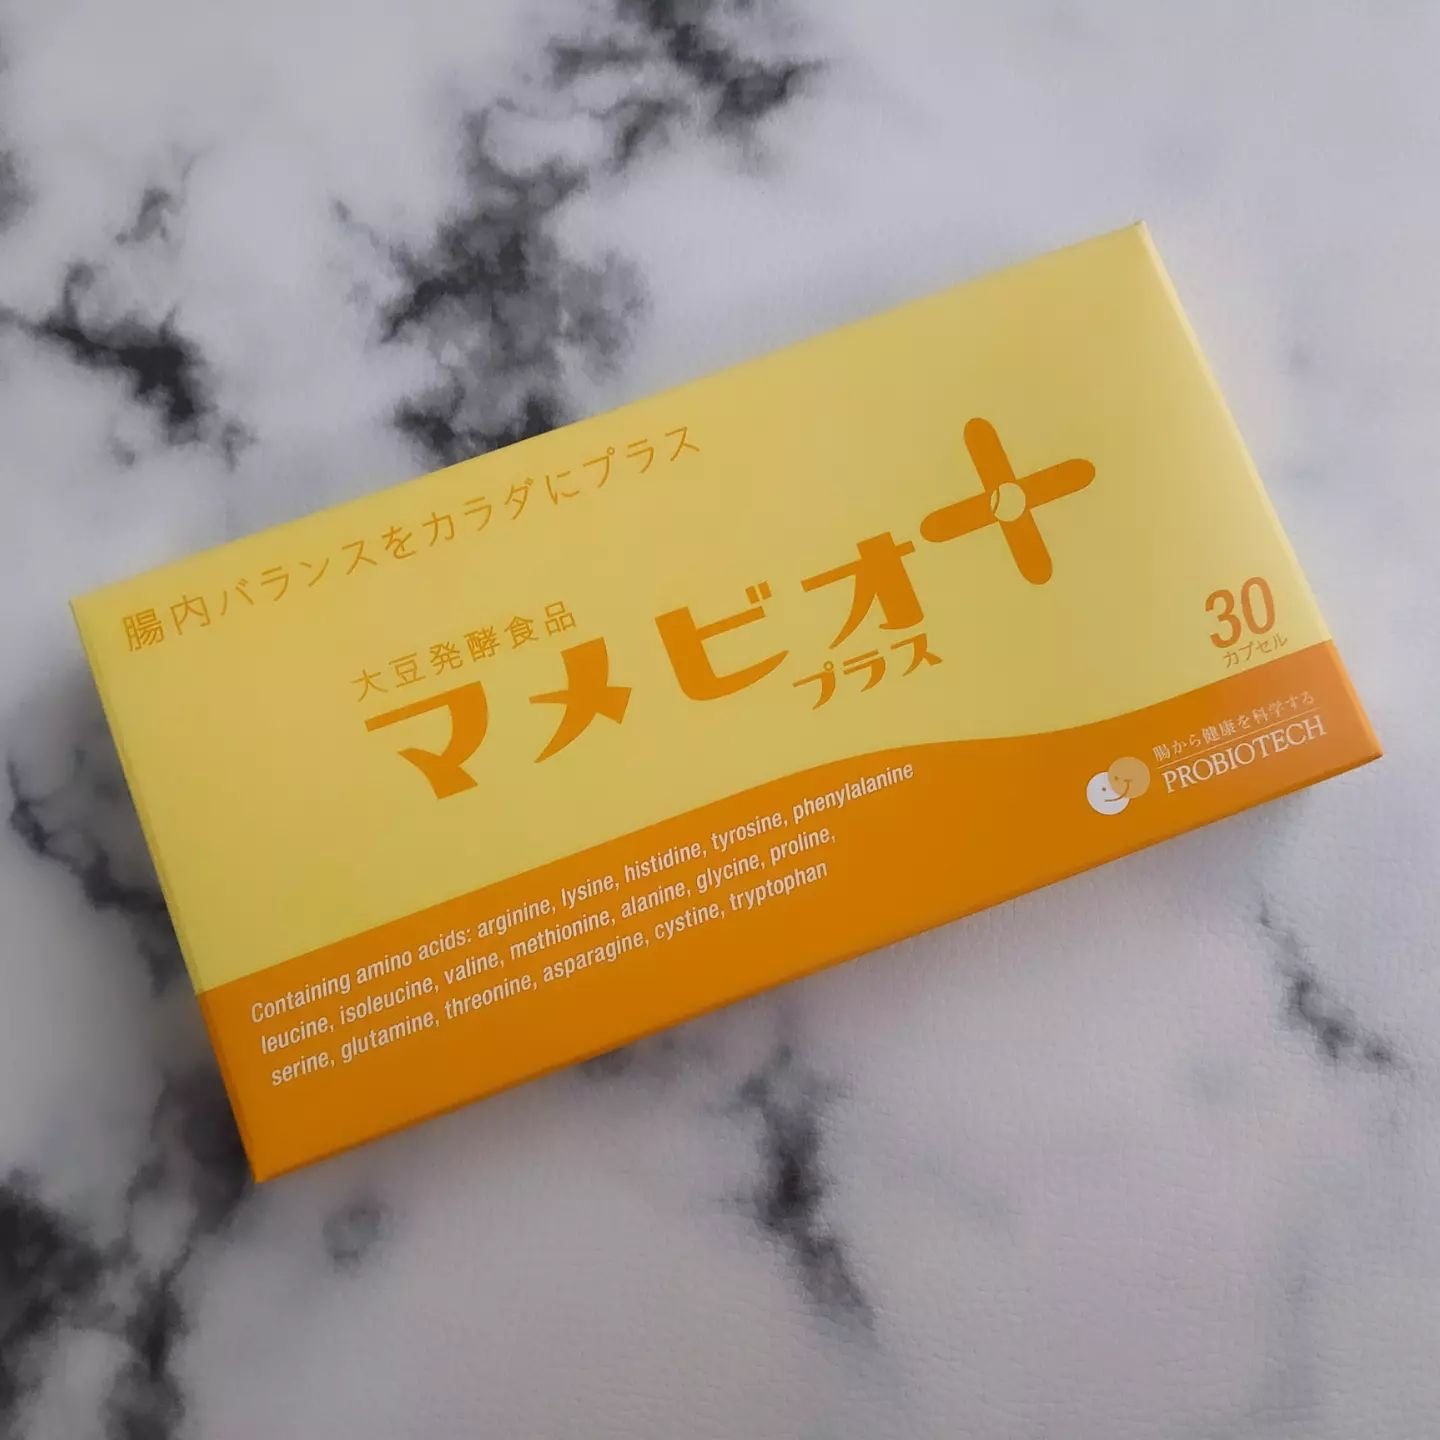 腸内バランスをカラダにプラス
大豆発酵食品
マメビオ
プラス
30
カプセル
腸から健康を科学する
PROBIOTECH
Containing amino acids: arginine, lysine, histidine, tyrosine, phenylalanine
leucine, isoleucine, valine, methionine, alanine, glycine, proline,
serine, glutamine, threonine, asparagine, cystine, tryptophan